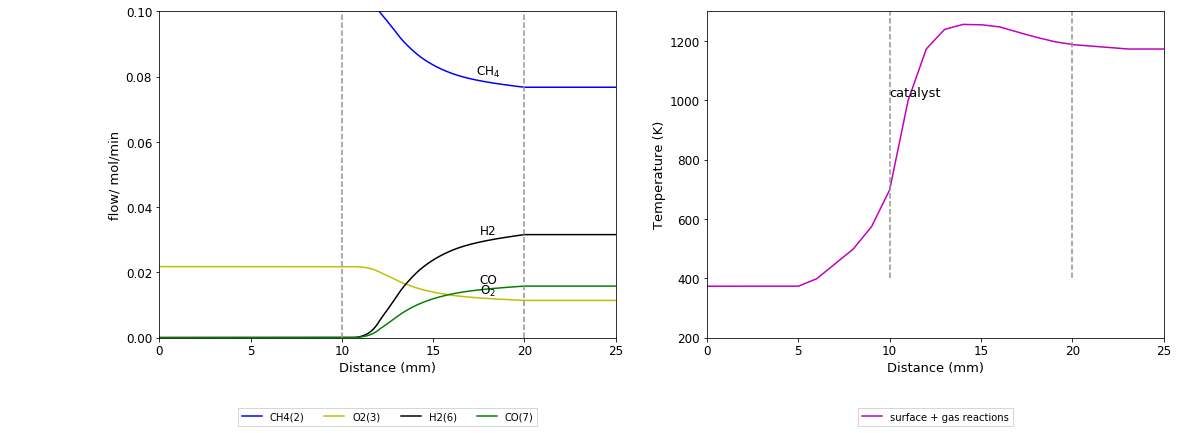 0.10
0.08
0.06
0.04
0.02
0.00
flow/ mol/min
CH₄
H2
CO
O₂
0 5 10 15 20 25
Distance (mm)
CH4(2) O2(3) H2(6) CO(7)
1200
1000
800
600
400
200
Temperature (K)
catalyst
0 5 10 15 20 25
Distance (mm)
surface + gas reactions